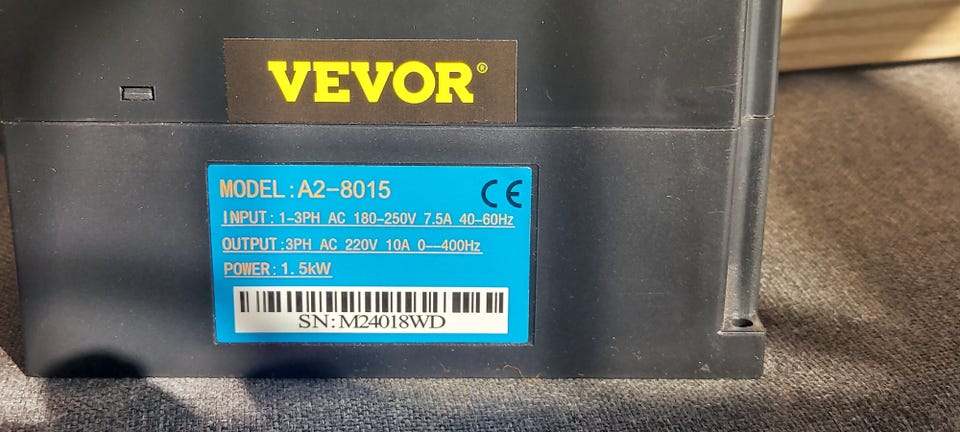 VEVOR®
MODEL:A2-8015 CE
INPUT: 1-3PH AC 180-250V 7.5A 40-60Hz
OUTPUT:3PH AC 220V 10A 0--400Hz
POWER: 1.5kW
SN:M24018WD